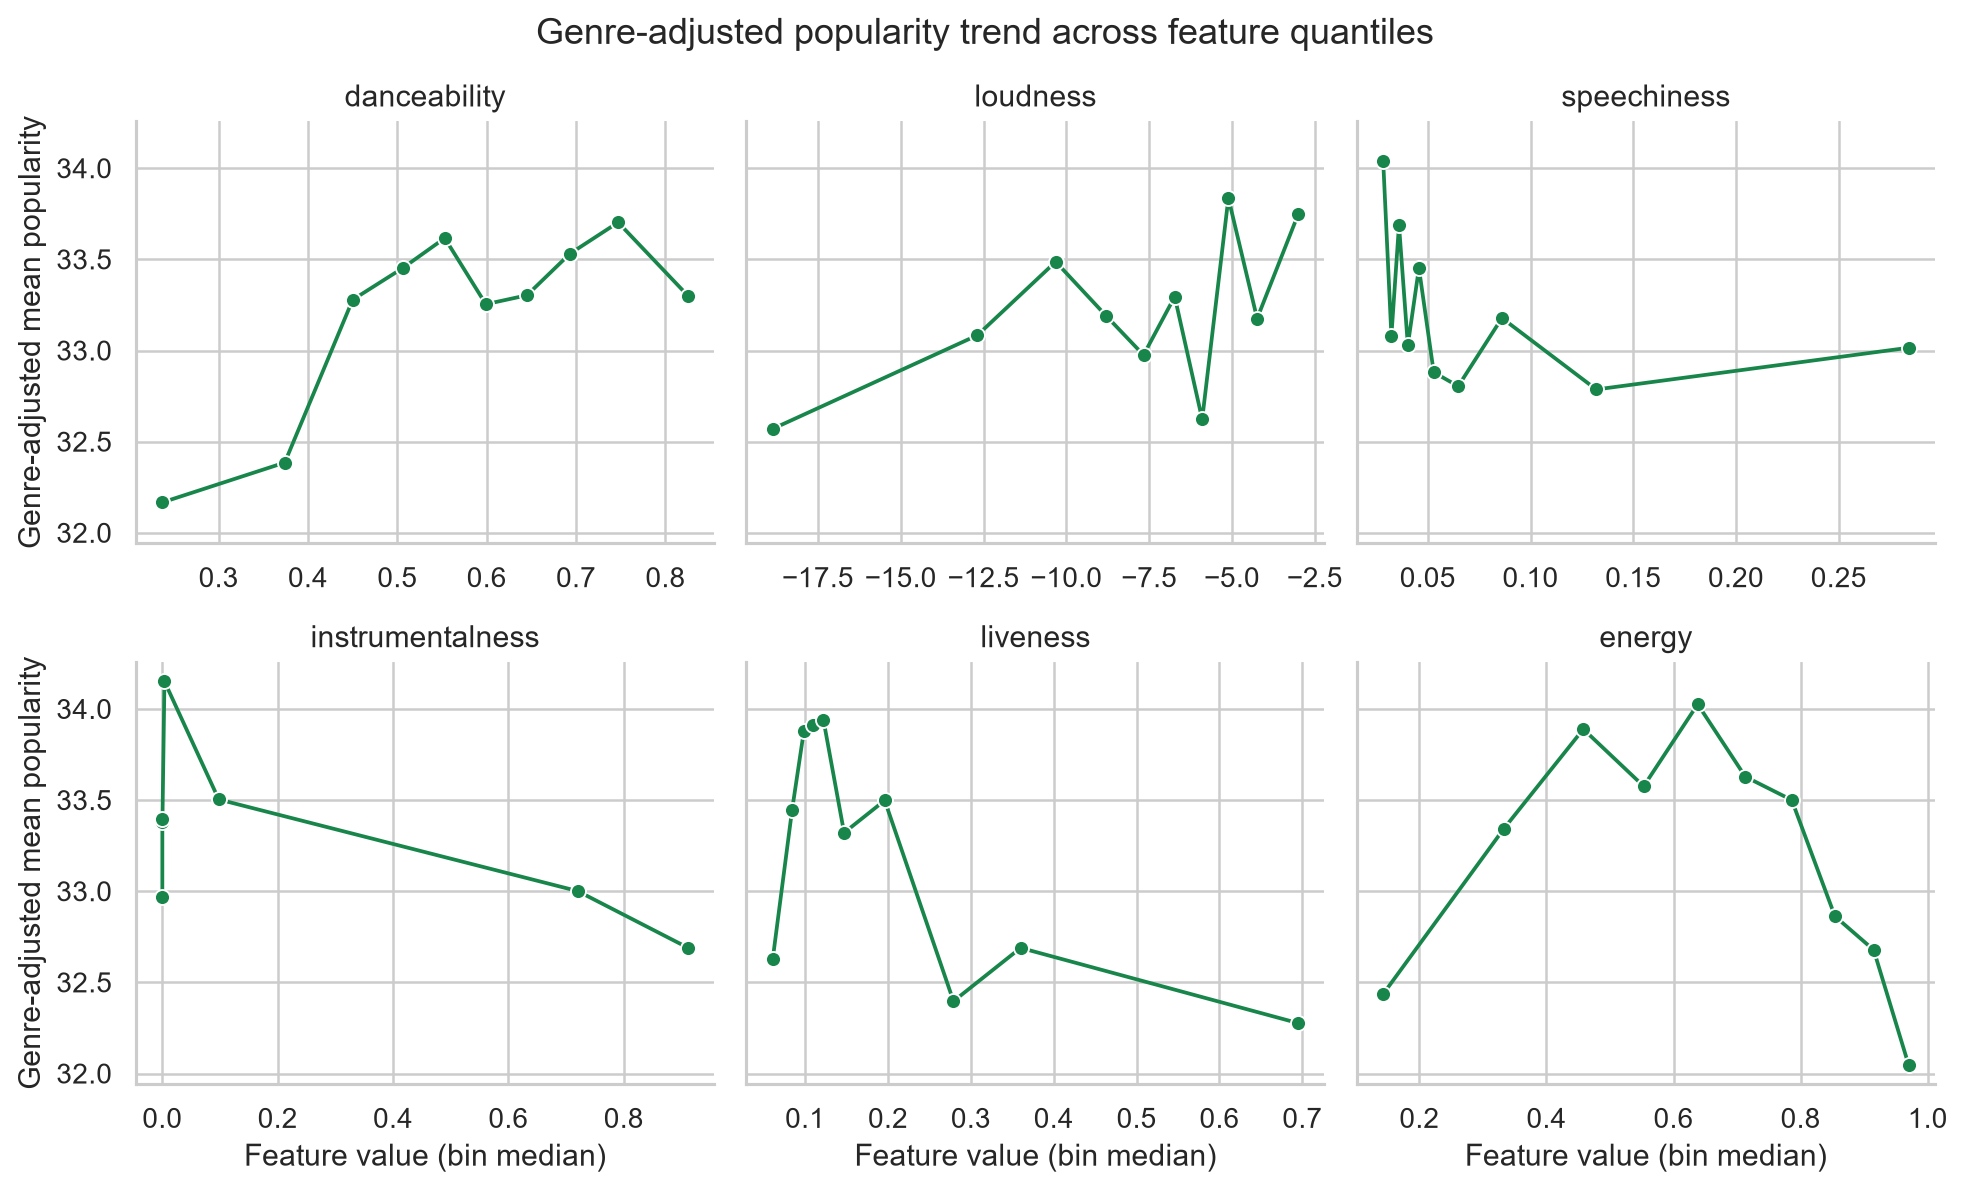 Genre-adjusted popularity trend across feature quantiles
danceability
loudness
speechiness
Genre-adjusted mean popularity
34.0
33.5
33.0
32.5
32.0
0.3 0.4 0.5 0.6 0.7 0.8
−17.5 −15.0 −12.5 −10.0 −7.5 −5.0 −2.5
0.05 0.10 0.15 0.20 0.25
instrumentalness
liveness
energy
Genre-adjusted mean popularity
34.0
33.5
33.0
32.5
32.0
0.0 0.2 0.4 0.6 0.8
0.1 0.2 0.3 0.4 0.5 0.6 0.7
0.2 0.4 0.6 0.8 1.0
Feature value (bin median)
Feature value (bin median)
Feature value (bin median)